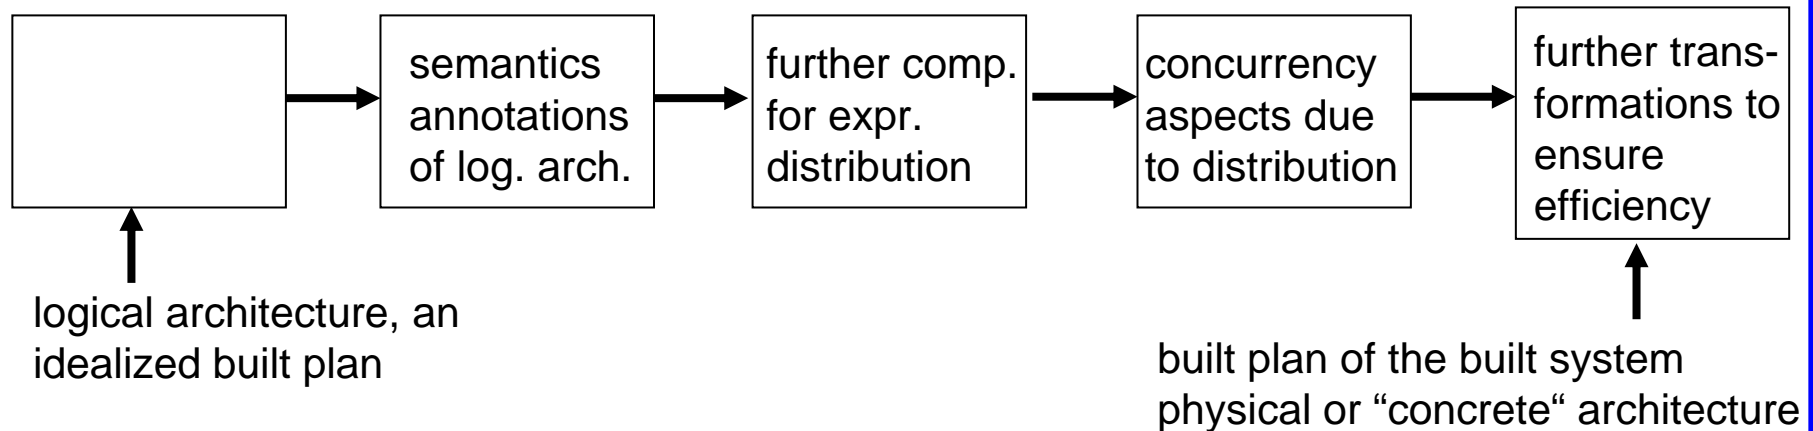 semantics
annotations
of log. arch.
further comp.
for expr.
distribution
concurrency
aspects due
to distribution
further trans-
formations to
ensure
efficiency
logical architecture, an
idealized built plan
built plan of the built system
physical or “concrete“ architecture